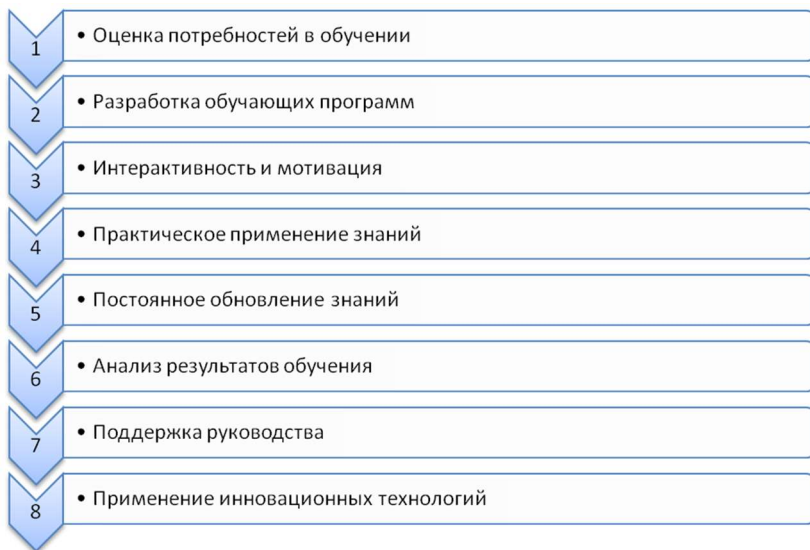 1 • Оценка потребностей в обучении
2 • Разработка обучающих программ
3 • Интерактивность и мотивация
4 • Практическое применение знаний
5 • Постоянное обновление знаний
6 • Анализ результатов обучения
7 • Поддержка руководства
8 • Применение инновационных технологий